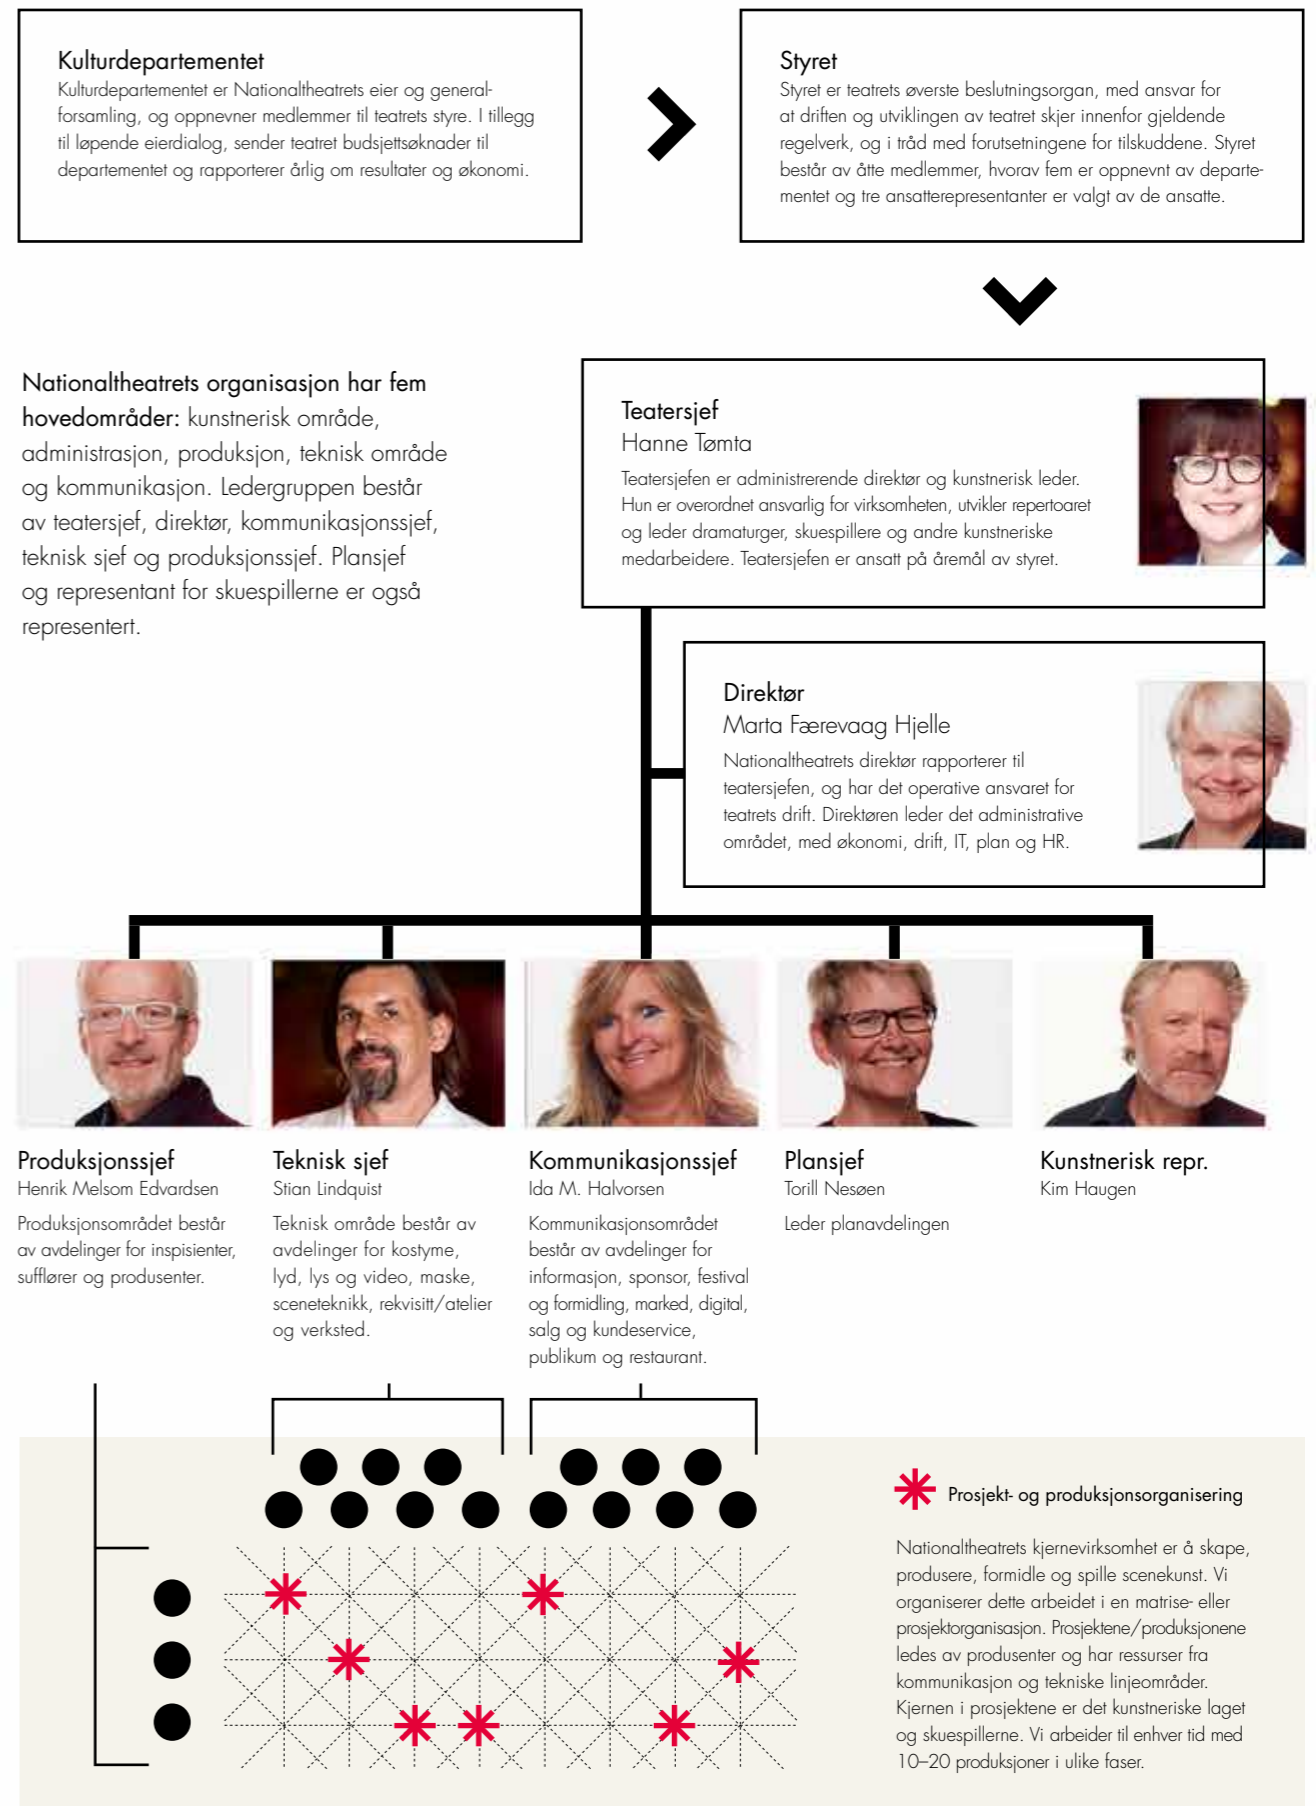 Kulturdepartementet
Kulturdepartementet er Nationaltheatrets eier og general-
forsamling, og oppnevner medlemmer til teatrets styre. I tillegg
til løpende eierdialog, sender teatret budsjettsøknader til
departementet og rapporterer årlig om resultater og økonomi.
Styret
Styret er teatrets øverste beslutningsorgan, med ansvar for
at driften og utviklingen av teatret skjer innenfor gjeldende
regelverk, og i tråd med forutsetningene for tilskuddene. Styret
består av åtte medlemmer, hvorav fem er oppnevnt av departe-
mentet og tre ansatterepresentanter er valgt av de ansatte.
Nationaltheatrets organisasjon har fem
hovedområder: kunstnerisk område,
administrasjon, produksjon, teknisk område
og kommunikasjon. Ledergruppen består
av teatersjef, direktør, kommunikasjonssjef,
teknisk sjef og produksjonssjef. Plansjef
og representant for skuespillerne er også
representert.
Teatersjef
Hanne Tømta
Teatersjefen er administrerende direktør og kunstnerisk leder.
Hun er overordnet ansvarlig for virksomheten, utvikler repertoaret
og leder dramaturger, skuespillere og andre kunstneriske
medarbeidere. Teatersjefen er ansatt på åremål av styret.
Direktør
Marta Færevaag Hjelle
Nationaltheatrets direktør rapporterer til
teatersjefen, og har det operative ansvaret for
teatrets drift. Direktøren leder det administrative
området, med økonomi, drift, IT, plan og HR.
Produksjonssjef
Henrik Melsom Edvardsen
Produksjonsområdet består
av avdelinger for inspisienter,
sufflører og produsenter.
Teknisk sjef
Stian Lindquist
Teknisk område består av
avdelinger for kostyme,
lyd, lys og video, maske,
sceneteknikk, rekvisitt/atelier
og verksted.
Kommunikasjonssjef
Ida M. Halvorsen
Kommunikasjonsområdet
består av avdelinger for
informasjon, sponsor, festival
og formidling, marked, digital,
salg og kundeservice,
publikum og restaurant.
Plansjef
Torill Nesøen
Leder planavdelingen
Kunstnerisk repr.
Kim Haugen
Prosjekt- og produksjonsorganisering
Nationaltheatrets kjernevirksomhet er å skape,
produsere, formidle og spille scenekunst. Vi
organiserer dette arbeidet i en matrise- eller
prosjektorganisasjon. Prosjektene/produksjonene
ledes av produsenter og har ressurser fra
kommunikasjon og tekniske linjeområder.
Kjernen i prosjektene er det kunstneriske laget
og skuespillerne. Vi arbeider til enhver tid med
10–20 produksjoner i ulike faser.